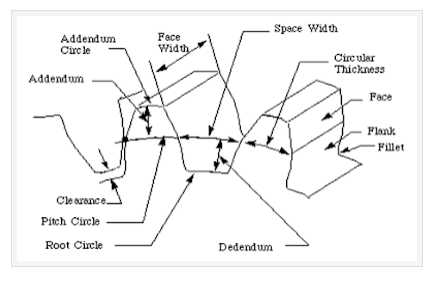 Addendum
Circle
Face
Width
Space Width
Circular
Thickness
Addendum
Face
Flank
Fillet
Clearance
Pitch Circle
Root Circle
Dedendum